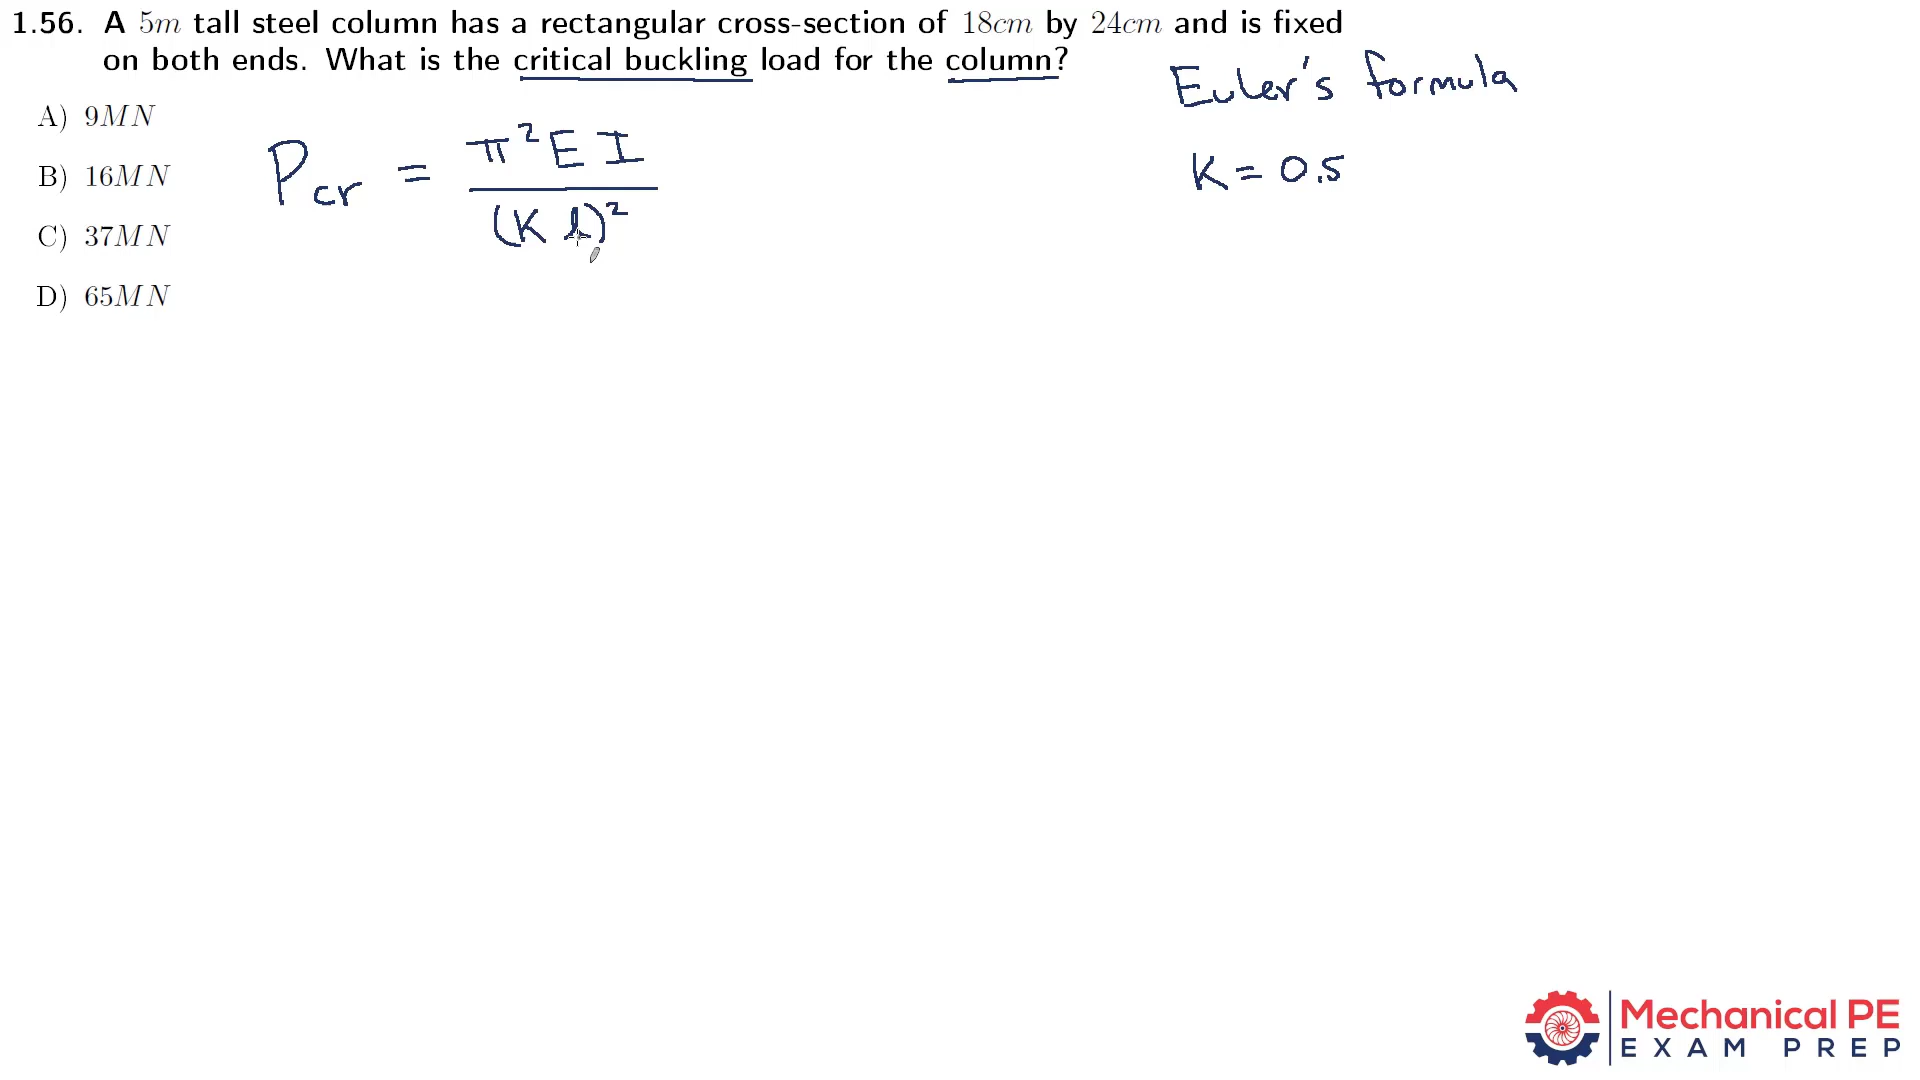 1.56. A 5m tall steel column has a rectangular cross-section of 18cm by 24cm and is fixed
on both ends. What is the critical buckling load for the column?
Euler's formula
A) 9MN
B) 16MN
C) 37MN
D) 65MN
Pcr = π²EI / (K l)²
K = 0.5
Mechanical PE
EXAM PREP